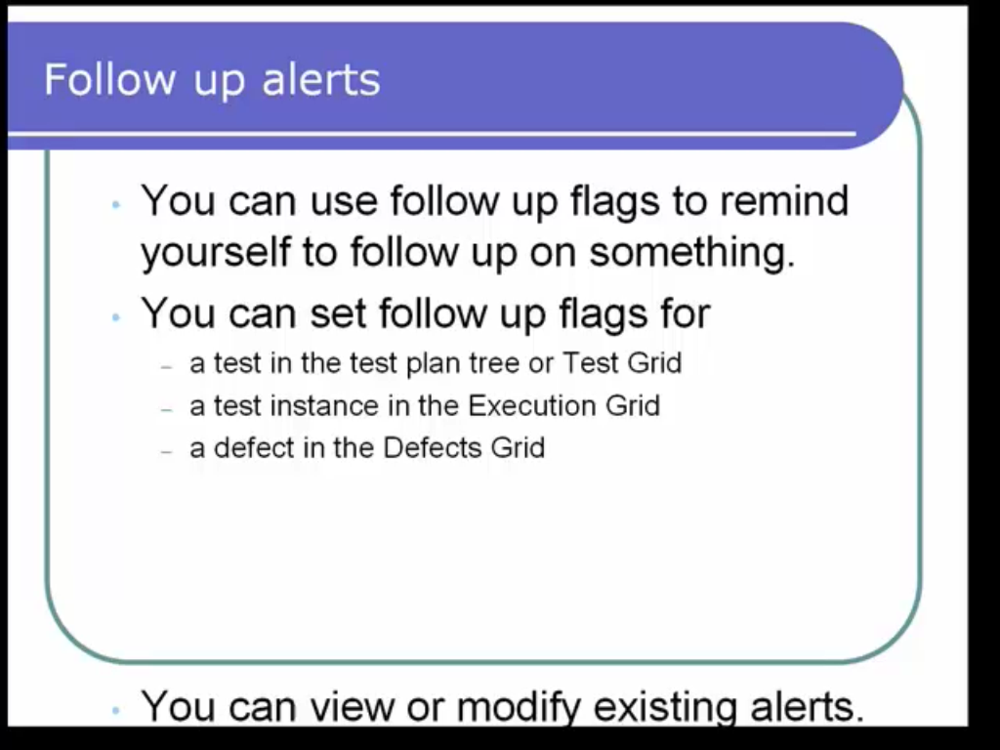 Follow up alerts
• You can use follow up flags to remind
yourself to follow up on something.
• You can set follow up flags for
– a test in the test plan tree or Test Grid
– a test instance in the Execution Grid
– a defect in the Defects Grid
• You can view or modify existing alerts.